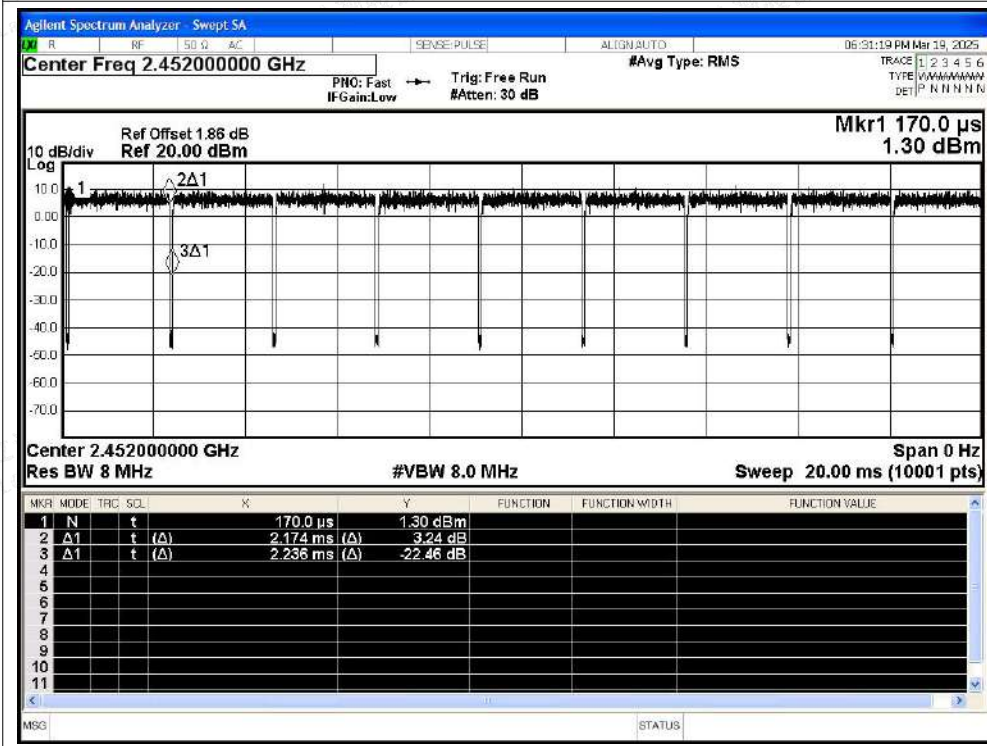 Agilent Spectrum Analyzer - Swept SA
LXI R RF 50 Ω AC SENSE:PULSE ALIGN AUTO 06:31:19 PM Mar 19, 2025
Center Freq 2.452000000 GHz #Avg Type: RMS TRACE 1 2 3 4 5 6
PNO: Fast Trig: Free Run TYPE
IFGain:Low #Atten: 30 dB DET P N N N N N
Mkr1 170.0 µs
1.30 dBm
Ref Offset 1.86 dB
10 dB/div Ref 20.00 dBm
Log
10.0
0.00
-10.0
-20.0
-30.0
-40.0
-50.0
-60.0
-70.0
1
2Δ1
3Δ1
Center 2.452000000 GHz Span 0 Hz
Res BW 8 MHz #VBW 8.0 MHz Sweep 20.00 ms (10001 pts)
MKR MODE TRC SCL X Y FUNCTION FUNCTION WIDTH FUNCTION VALUE
1 N t 170.0 µs 1.30 dBm
2 Δ1 t (Δ) 2.174 ms (Δ) 3.24 dB
3 Δ1 t (Δ) 2.236 ms (Δ) -22.46 dB
4
5
6
7
8
9
10
11
MSG STATUS